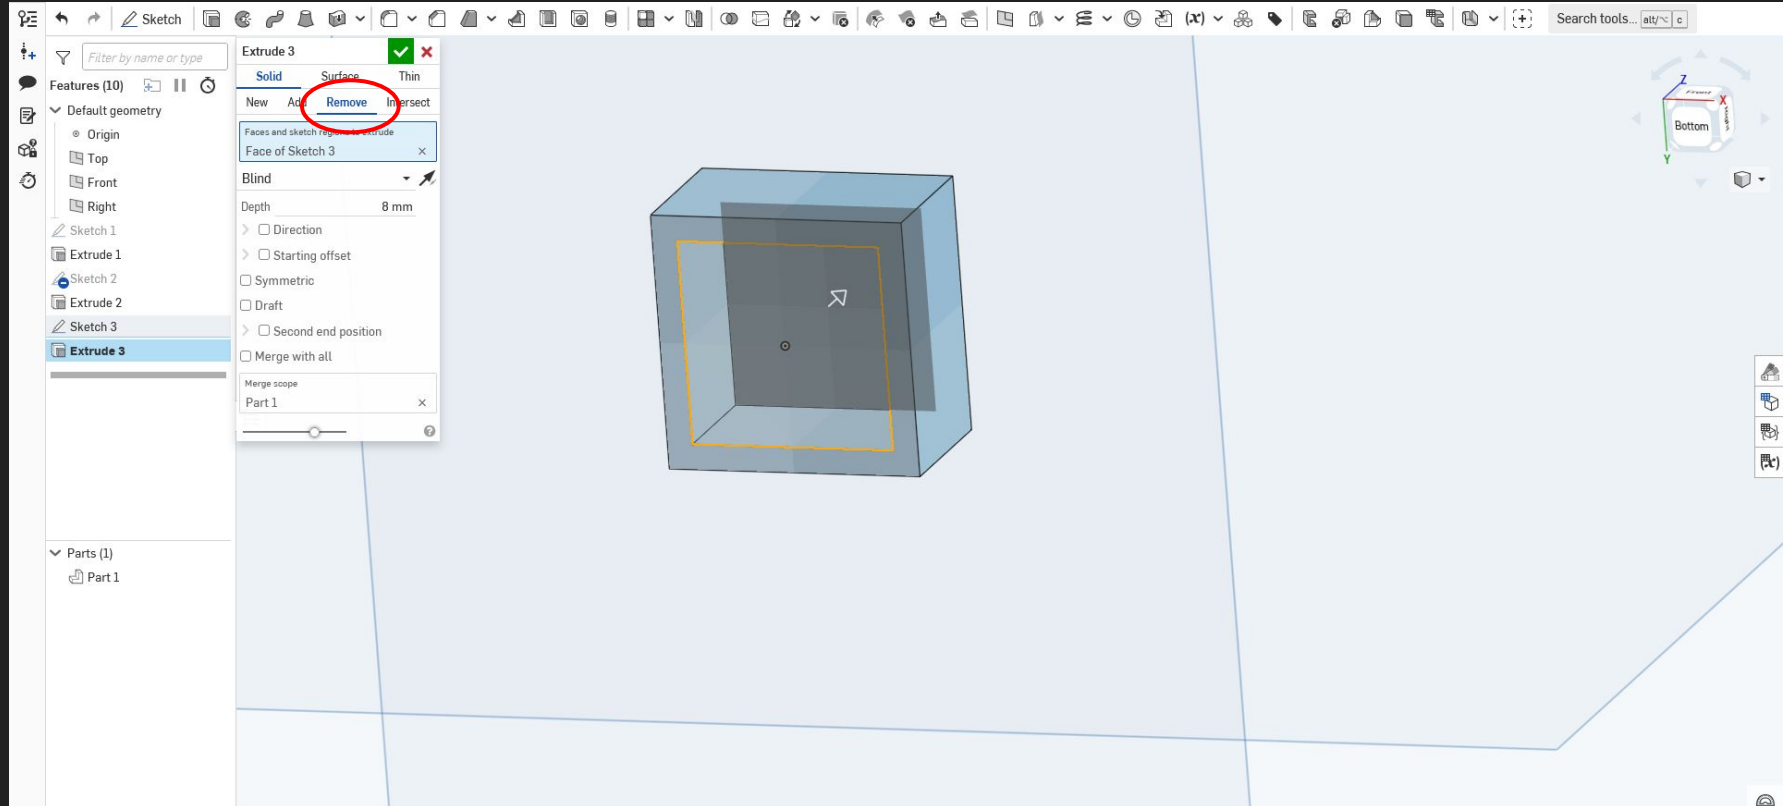 Sketch
Search tools... alt/⌥ c
Filter by name or type
Features (10)
Default geometry
Origin
Top
Front
Right
Sketch 1
Extrude 1
Sketch 2
Extrude 2
Sketch 3
Extrude 3
Parts (1)
Part 1
Extrude 3
Solid Surface Thin
New Add Remove Intersect
Faces and sketch regions to extrude
Face of Sketch 3
Blind
Depth 8 mm
Direction
Starting offset
Symmetric
Draft
Second end position
Merge with all
Merge scope
Part 1
Z
Front
X
Bottom
Y
(x)
(x)